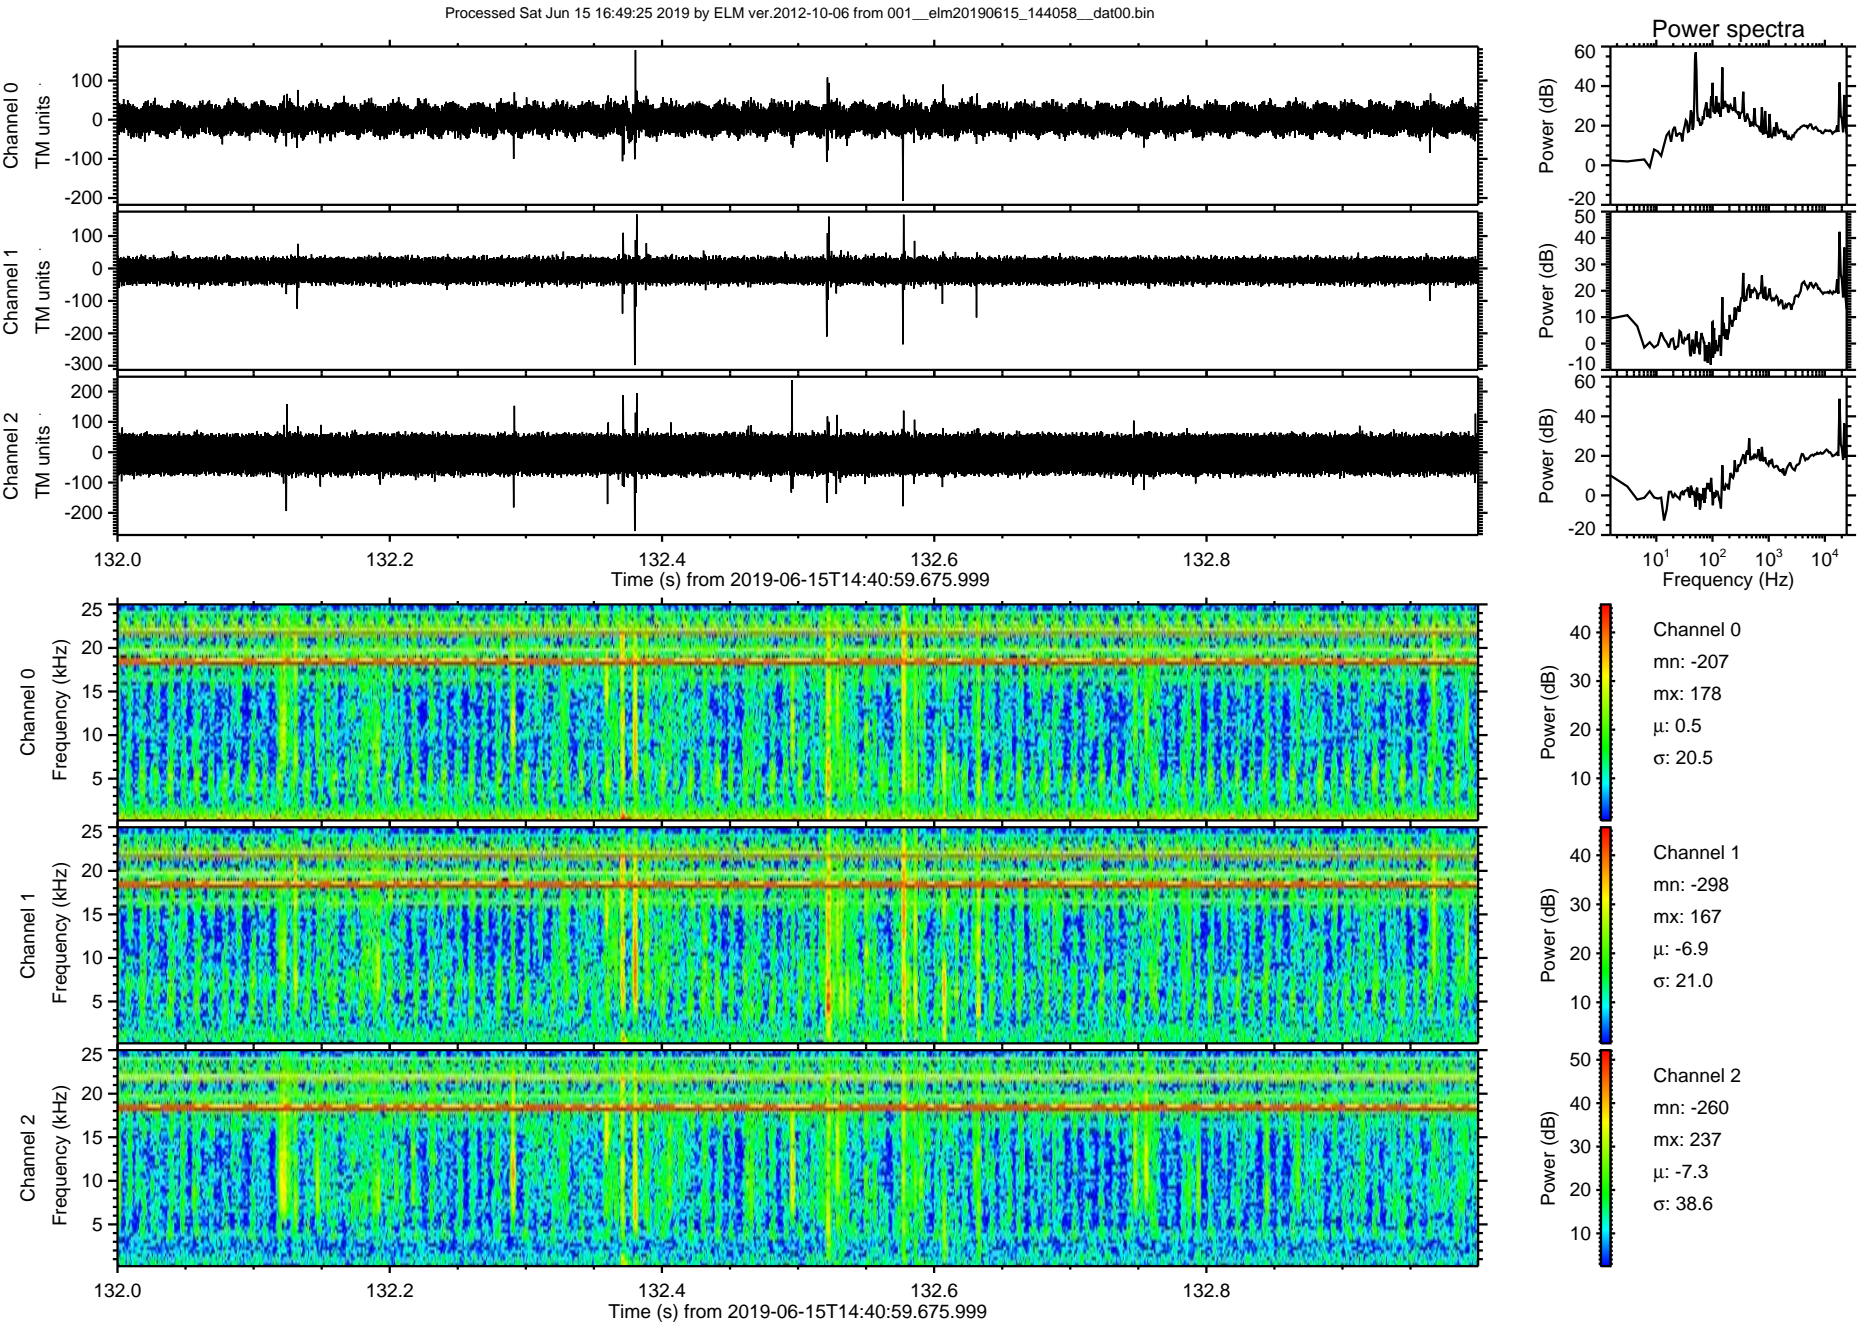 Processed Sat Jun 15 16:49:25 2019 by ELM ver.2012-10-06 from 001__elm20190615_144058__dat00.bin
Power spectra
Channel 0
TM units
100
0
-100
-200
Power (dB)
60
40
20
0
-20
Channel 1
TM units
100
0
-100
-200
-300
Power (dB)
50
40
30
20
10
0
-10
Channel 2
TM units
200
100
0
-100
-200
Power (dB)
60
40
20
0
-20
132.0 132.2 132.4 132.6 132.8
Time (s) from 2019-06-15T14:40:59.675.999
10¹ 10² 10³ 10⁴
Frequency (Hz)
Channel 0
Frequency (kHz)
25
20
15
10
5
Power (dB)
40
30
20
10
Channel 0
mn: -207
mx: 178
μ: 0.5
σ: 20.5
Channel 1
Frequency (kHz)
25
20
15
10
5
Power (dB)
40
30
20
10
Channel 1
mn: -298
mx: 167
μ: -6.9
σ: 21.0
Channel 2
Frequency (kHz)
25
20
15
10
5
Power (dB)
50
40
30
20
10
Channel 2
mn: -260
mx: 237
μ: -7.3
σ: 38.6
132.0 132.2 132.4 132.6 132.8
Time (s) from 2019-06-15T14:40:59.675.999